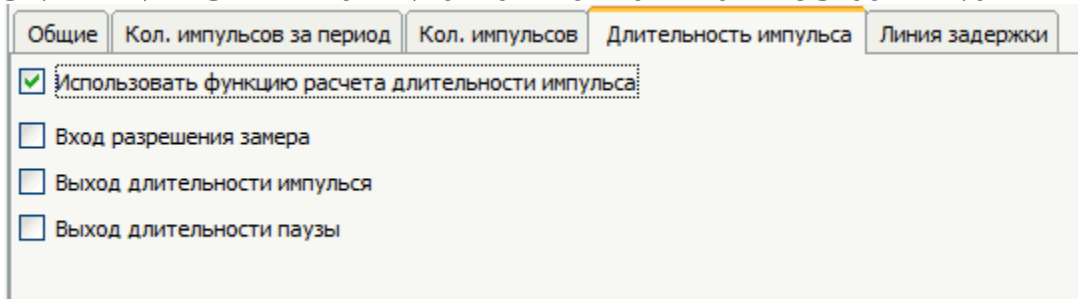 Общие Кол. импульсов за период Кол. импульсов Длительность импульса Линия задержки
Использовать функцию расчета длительности импульса
Вход разрешения замера
Выход длительности импулься
Выход длительности паузы